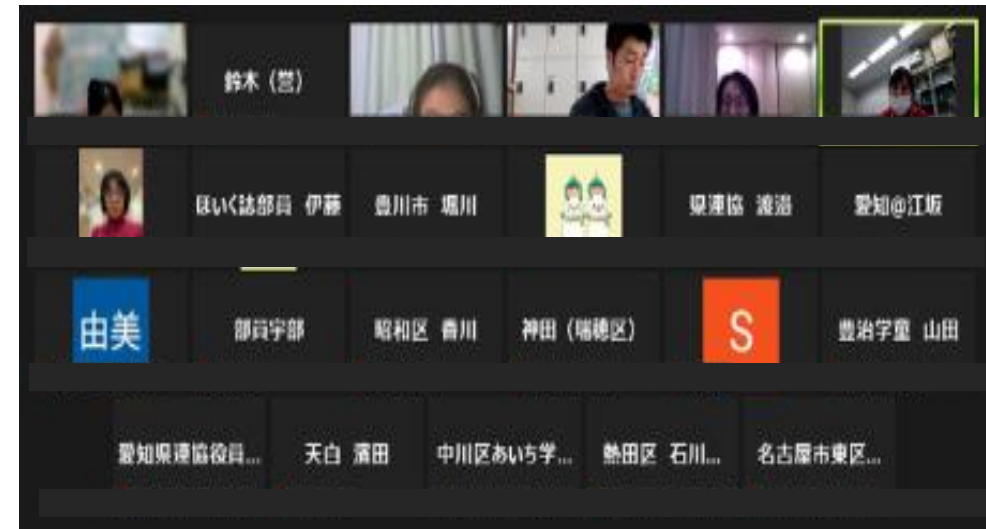 鈴木（営）
ほいく誌部員 伊藤
豊川市 堀川
県連協 渡邉
愛知@江坂
由美
部員宇部
昭和区 香川
神田（瑞穂区）
S
豊治学童 山田
愛知県連協役員...
天白 濱田
中川区あいち学...
熱田区 石川...
名古屋市東区...